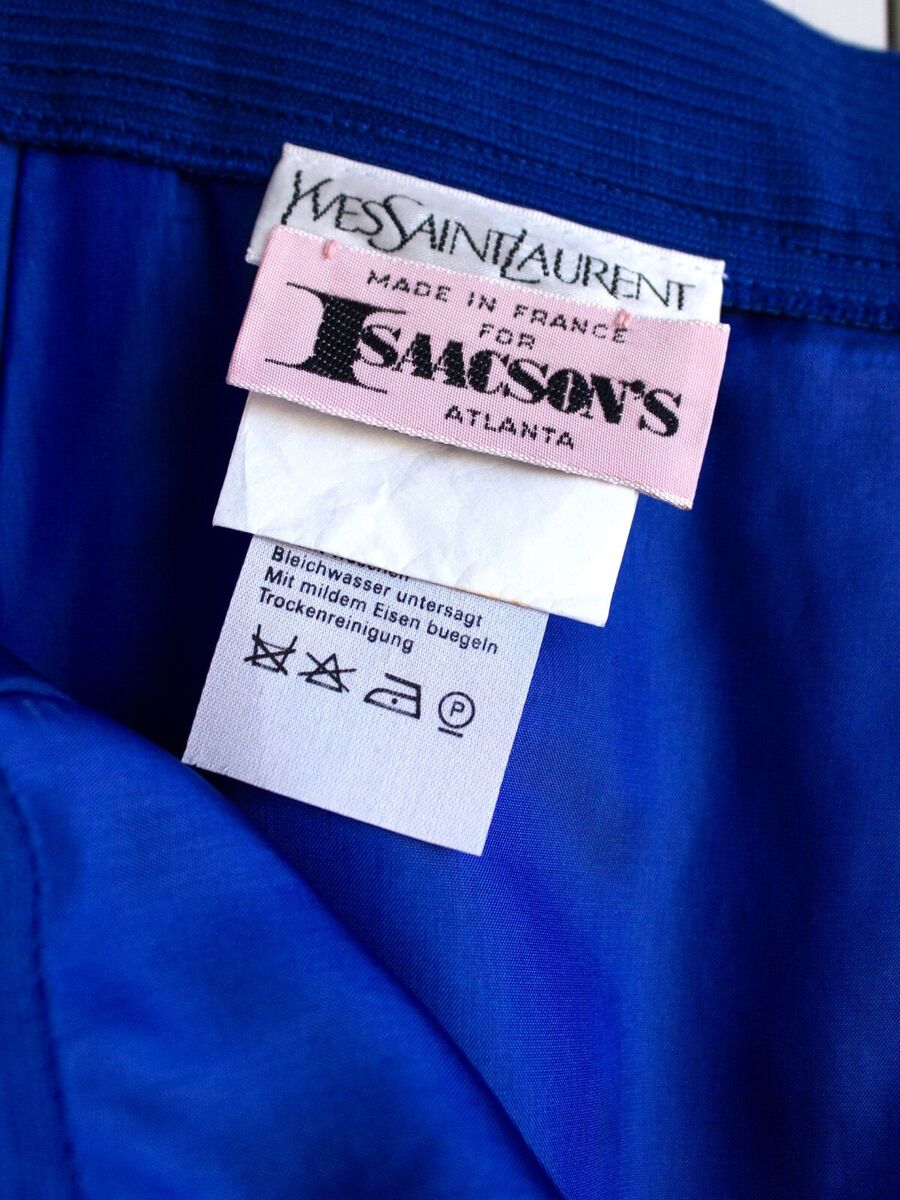 YVESSAINTLAURENT
MADE IN FRANCE
FOR
ISAACSON'S
ATLANTA
Bleichwasser untersagt
Mit mildem Eisen buegeln
Trockenreinigung
P